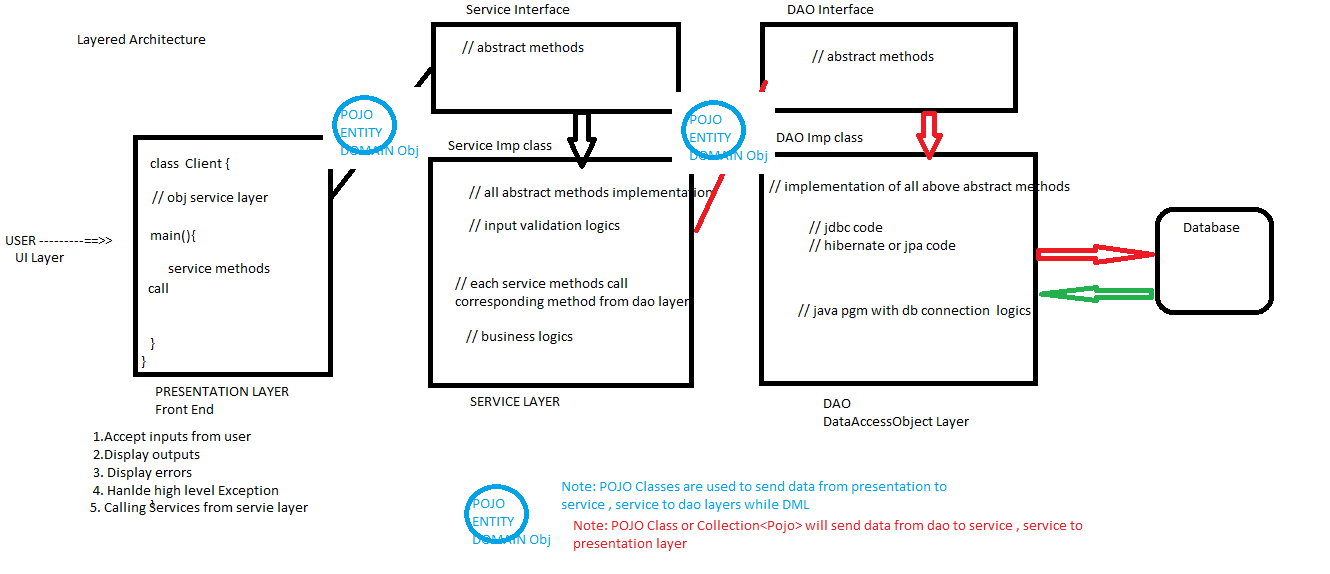 Layered Architecture
Service Interface
// abstract methods
DAO Interface
// abstract methods
POJO
ENTITY
DOMAIN Obj
POJO
ENTITY
DOMAIN Obj
USER ---------==>>
UI Layer
class Client {
// obj service layer
main(){
service methods
call
}
}
PRESENTATION LAYER
Front End
1.Accept inputs from user
2.Display outputs
3. Display errors
4. Hanlde high level Exception
5. Calling Services from servie layer
}
Service Imp class
// all abstract methods implementation
// input validation logics
// each service methods call
corresponding method from dao layer
// business logics
SERVICE LAYER
DAO Imp class
// implementation of all above abstract methods
// jdbc code
// hibernate or jpa code
// java pgm with db connection logics
DAO
DataAccessObject Layer
Database
POJO
ENTITY
DOMAIN Obj
Note: POJO Classes are used to send data from presentation to
service , service to dao layers while DML
Note: POJO Class or Collection<Pojo> will send data from dao to service , service to
presentation layer